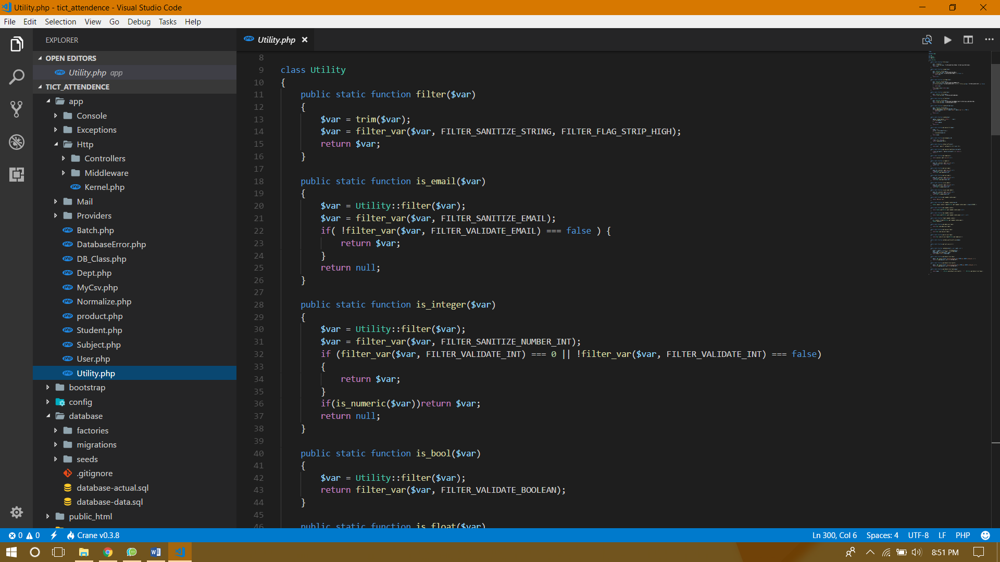 Utility.php - tict_attendence - Visual Studio Code
File Edit Selection View Go Debug Tasks Help
EXPLORER
OPEN EDITORS
Utility.php app
TICT_ATTENDENCE
app
Console
Exceptions
Http
Controllers
Middleware
Kernel.php
Mail
Providers
Batch.php
DatabaseError.php
DB_Class.php
Dept.php
MyCsv.php
Normalize.php
product.php
Student.php
Subject.php
User.php
Utility.php
bootstrap
config
database
factories
migrations
seeds
.gitignore
database-actual.sql
database-data.sql
public_html
Utility.php
8
9 class Utility
10 {
11 public static function filter($var)
12 {
13 $var = trim($var);
14 $var = filter_var($var, FILTER_SANITIZE_STRING, FILTER_FLAG_STRIP_HIGH);
15 return $var;
16 }
17
18 public static function is_email($var)
19 {
20 $var = Utility::filter($var);
21 $var = filter_var($var, FILTER_SANITIZE_EMAIL);
22 if( !filter_var($var, FILTER_VALIDATE_EMAIL) === false ) {
23 return $var;
24 }
25 return null;
26 }
27
28 public static function is_integer($var)
29 {
30 $var = Utility::filter($var);
31 $var = filter_var($var, FILTER_SANITIZE_NUMBER_INT);
32 if (filter_var($var, FILTER_VALIDATE_INT) === 0 || !filter_var($var, FILTER_VALIDATE_INT) === false)
33 {
34 return $var;
35 }
36 if(is_numeric($var))return $var;
37 return null;
38 }
39
40 public static function is_bool($var)
41 {
42 $var = Utility::filter($var);
43 return filter_var($var, FILTER_VALIDATE_BOOLEAN);
44 }
45
46 public static function is_float($var)
0 0 Crane v0.3.8
Ln 300, Col 6 Spaces: 4 UTF-8 LF PHP
8:51 PM